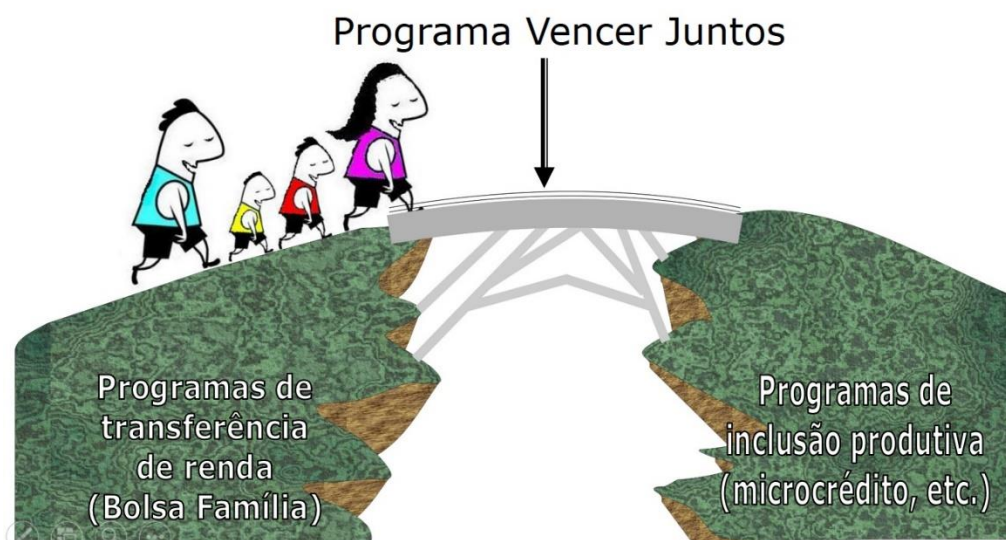 Programa Vencer Juntos
Programas de
transferência
de renda
(Bolsa Família)
Programas de
inclusão produtiva
(microcrédito, etc.)